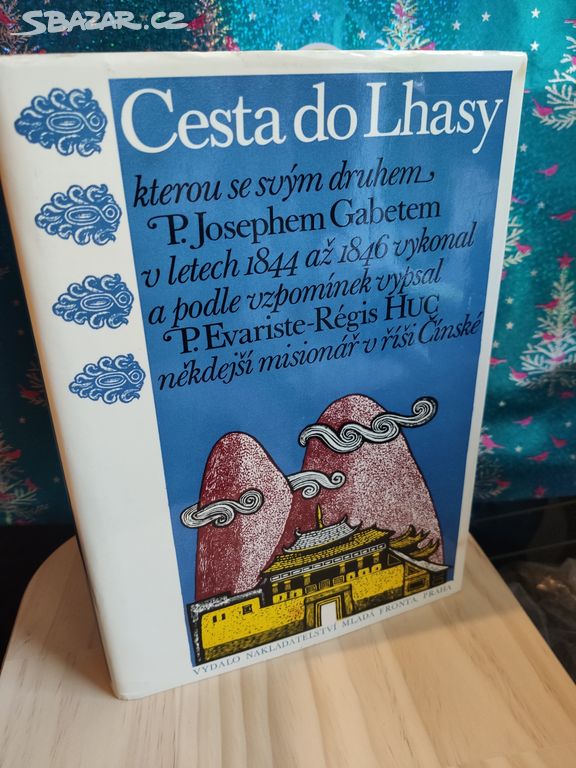 SBAZAR.CZ
Cesta do Lhasy
kterou se svým druhem
P. Josephem Gabetem
v letech 1844 až 1846 vykonal
a podle vzpomínek vypsal
P. Evariste-Régis HUC
někdejší misionář v říši Čínské
VYDALO NAKLADATELSTVÍ MLADÁ FRONTA, PRAHA